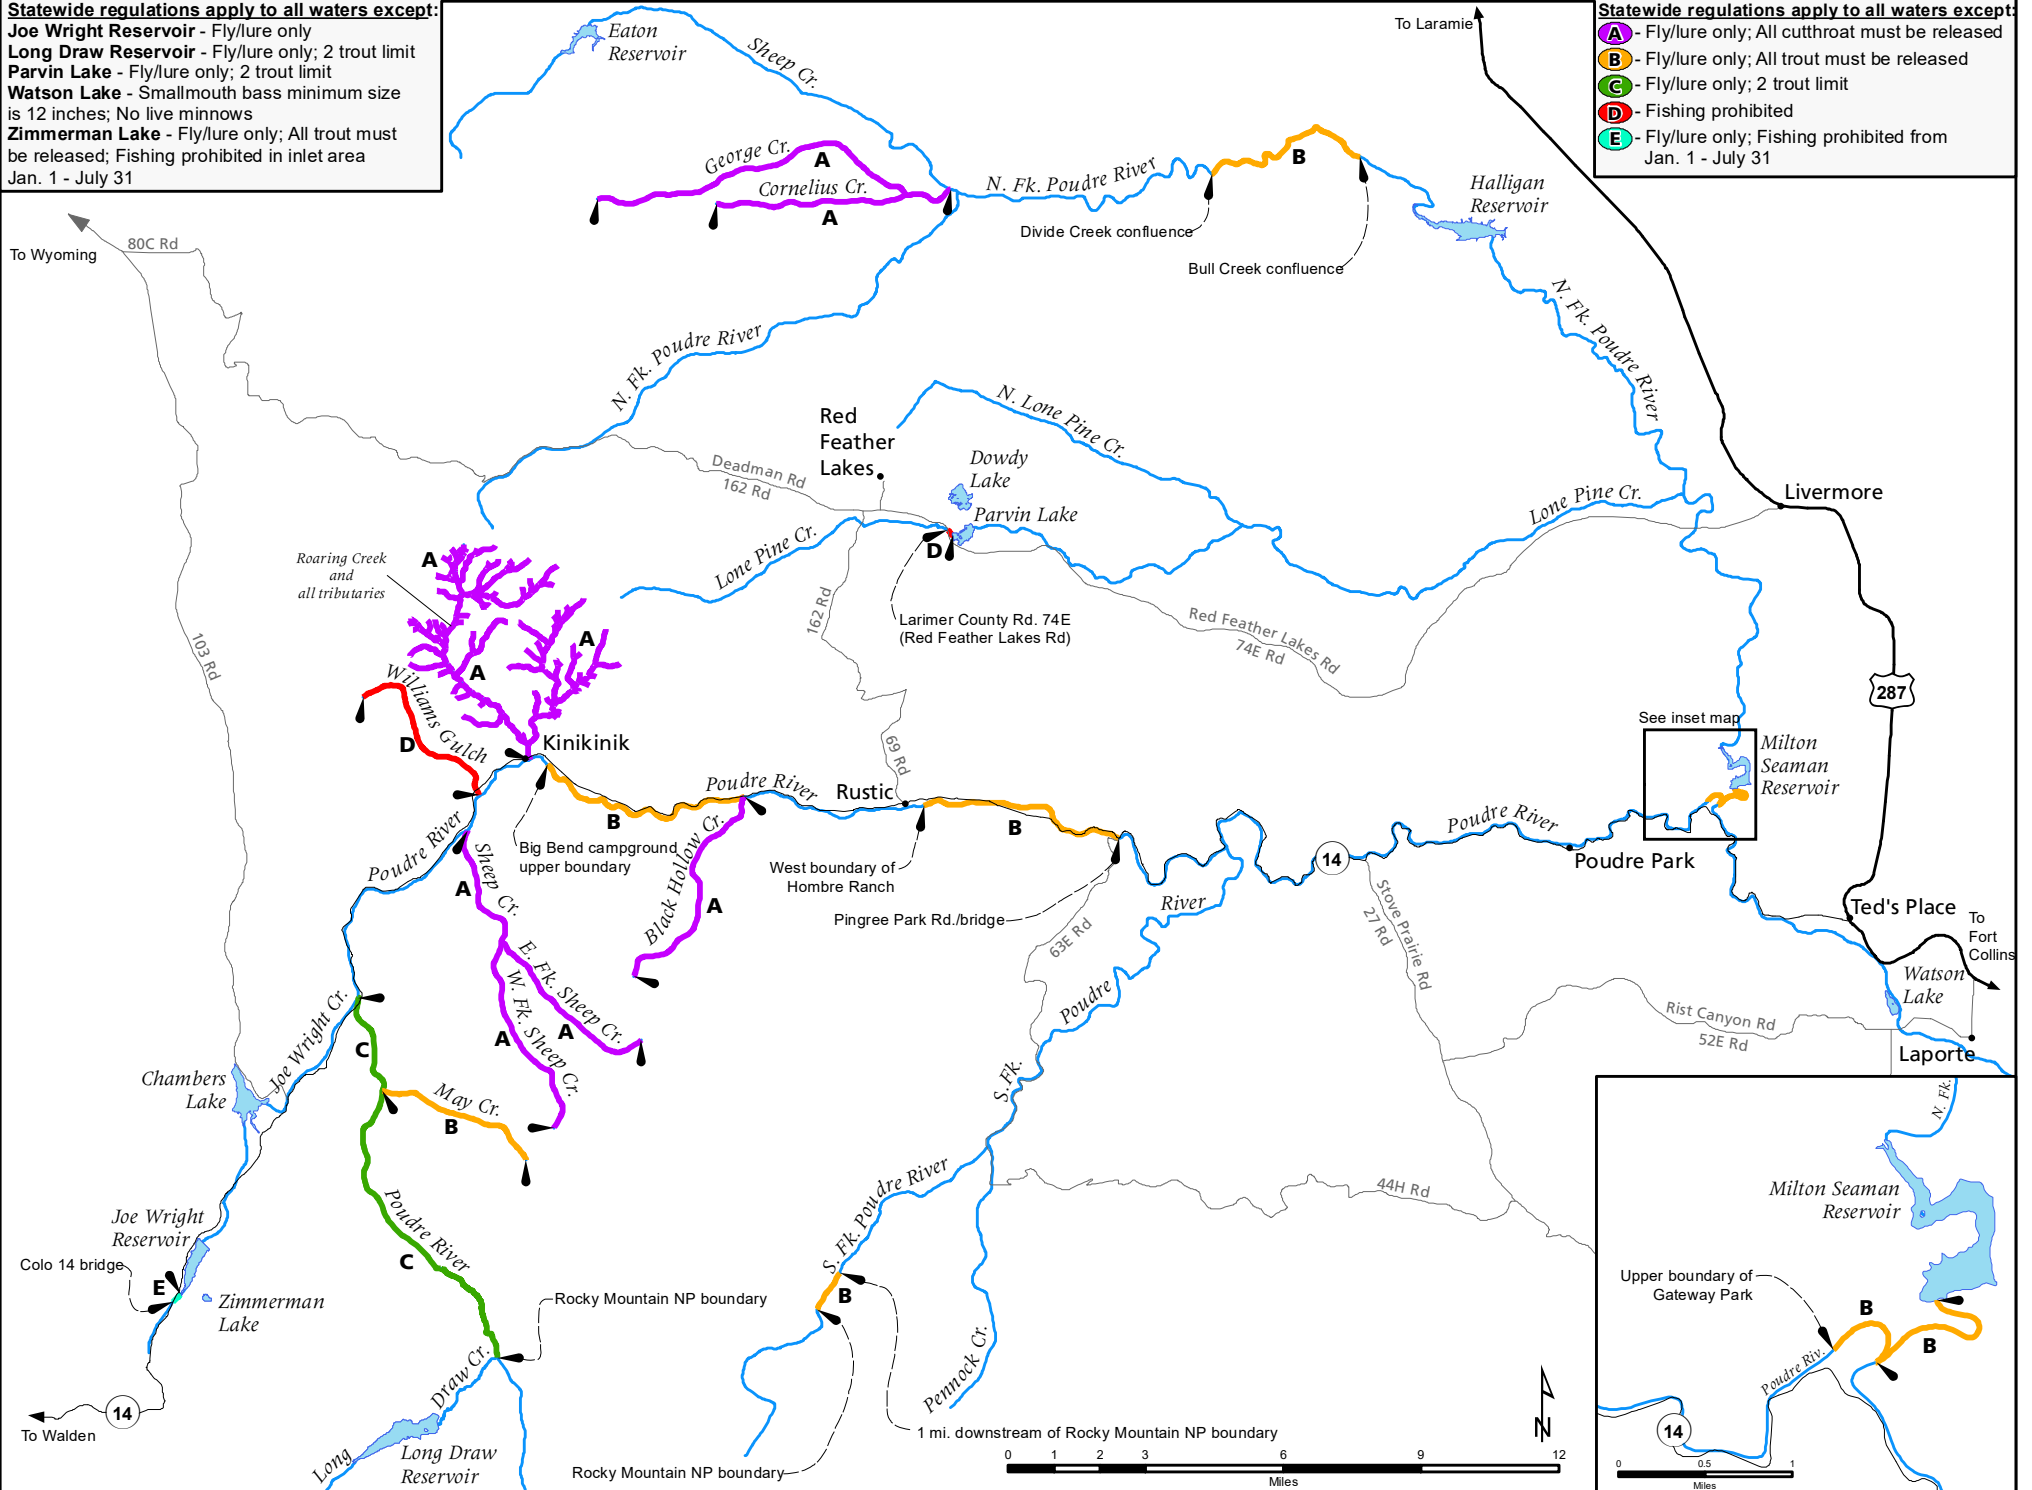 Statewide regulations apply to all waters except:
Joe Wright Reservoir - Fly/lure only
Long Draw Reservoir - Fly/lure only; 2 trout limit
Parvin Lake - Fly/lure only; 2 trout limit
Watson Lake - Smallmouth bass minimum size
is 12 inches; No live minnows
Zimmerman Lake - Fly/lure only; All trout must
be released; Fishing prohibited in inlet area
Jan. 1 - July 31
Statewide regulations apply to all waters except:
A - Fly/lure only; All cutthroat must be released
B - Fly/lure only; All trout must be released
C - Fly/lure only; 2 trout limit
D - Fishing prohibited
E - Fly/lure only; Fishing prohibited from
Jan. 1 - July 31
To Laramie
Eaton
Reservoir
Sheep Cr.
George Cr.
A
Cornelius Cr.
A
N. Fk. Poudre River
B
Halligan
Reservoir
Divide Creek confluence
Bull Creek confluence
To Wyoming
80C Rd
N. Fk. Poudre River
N. Fk. Poudre River
Red
Feather
Lakes
N. Lone Pine Cr.
Dowdy
Lake
Parvin Lake
Deadman Rd
162 Rd
Lone Pine Cr.
D
Lone Pine Cr.
Livermore
Larimer County Rd. 74E
(Red Feather Lakes Rd)
162 Rd
Red Feather Lakes Rd
74E Rd
Roaring Creek
and
all tributaries
A
A
A
103 Rd
Williams Gulch
D
Kinikinik
69 Rd
287
See inset map
Milton
Seaman
Reservoir
Poudre River
Rustic
B
B
Poudre River
Poudre Park
14
Big Bend campground
upper boundary
West boundary of
Hombre Ranch
Pingree Park Rd./bridge
Poudre River
Sheep Cr.
A
Black Hollow Cr.
A
E. Fk. Sheep Cr.
A
W. Fk. Sheep Cr.
A
63E Rd
S. Fk.
Poudre
River
Stove Prairie Rd
27 Rd
Ted's Place
To
Fort
Collins
Watson
Lake
Rist Canyon Rd
52E Rd
Laporte
Joe Wright Cr.
C
Chambers
Lake
May Cr.
B
44H Rd
Poudre River
C
S. Fk. Poudre River
B
Pennock Cr.
Joe Wright
Reservoir
Colo 14 bridge
E
Zimmerman
Lake
Rocky Mountain NP boundary
Long
Draw Cr.
Long Draw
Reservoir
14
To Walden
Rocky Mountain NP boundary
1 mi. downstream of Rocky Mountain NP boundary
N
0 1 2 3 6 9 12
Miles
N. Fk.
Milton Seaman
Reservoir
Upper boundary of
Gateway Park
B
B
Poudre Riv.
14
0 0.5 1
Miles